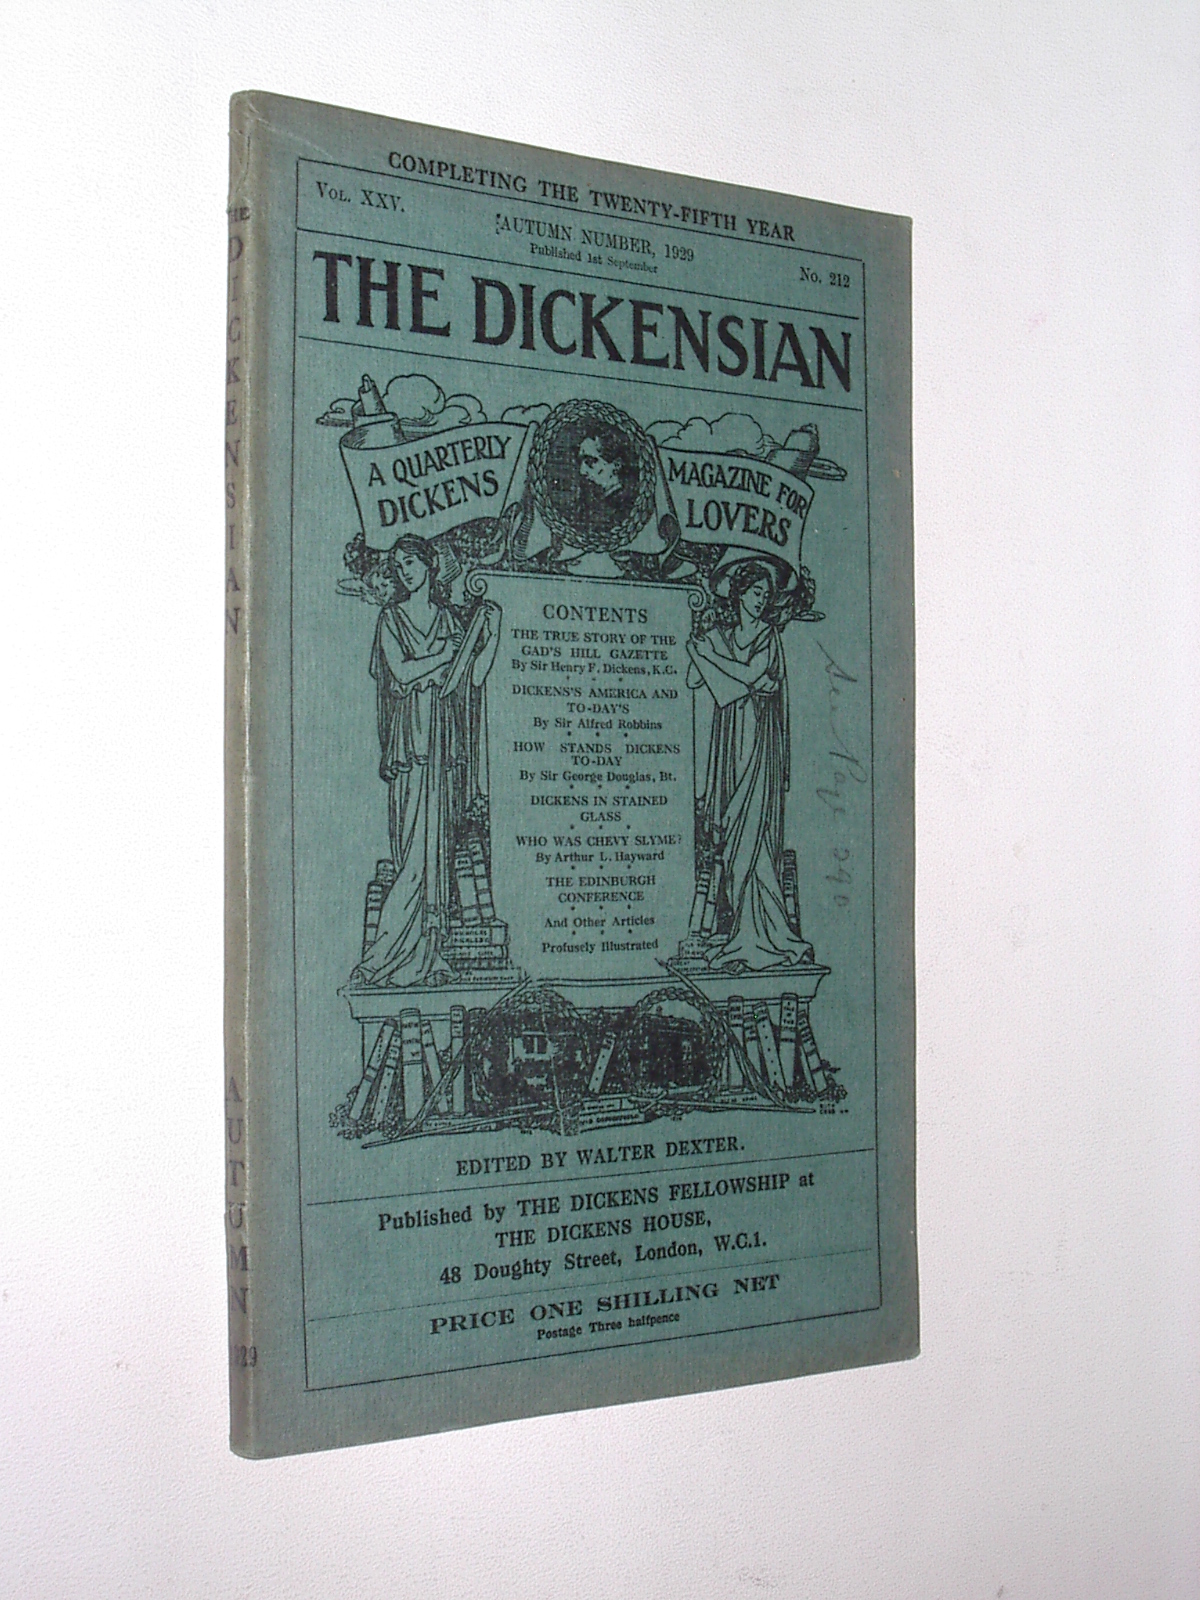 COMPLETING THE TWENTY-FIFTH YEAR
VOL. XXV.
AUTUMN NUMBER, 1929
Published 1st September
No. 212
THE DICKENSIAN
A QUARTERLY
DICKENS
MAGAZINE FOR
LOVERS
CONTENTS
THE TRUE STORY OF THE
GAD'S HILL GAZETTE
By Sir Henry F. Dickens, K.C.
DICKENS'S AMERICA AND
TO-DAY'S
By Sir Alfred Robbins
HOW STANDS DICKENS
TO-DAY
By Sir George Douglas, Bt.
DICKENS IN STAINED
GLASS
WHO WAS CHEVY SLYME?
By Arthur L. Hayward
THE EDINBURGH
CONFERENCE
And Other Articles
Profusely Illustrated
See Page 290
EDITED BY WALTER DEXTER.
Published by THE DICKENS FELLOWSHIP at
THE DICKENS HOUSE,
48 Doughty Street, London, W.C.1.
PRICE ONE SHILLING NET
Postage Three halfpence
THE DICKENSIAN
AUTUMN